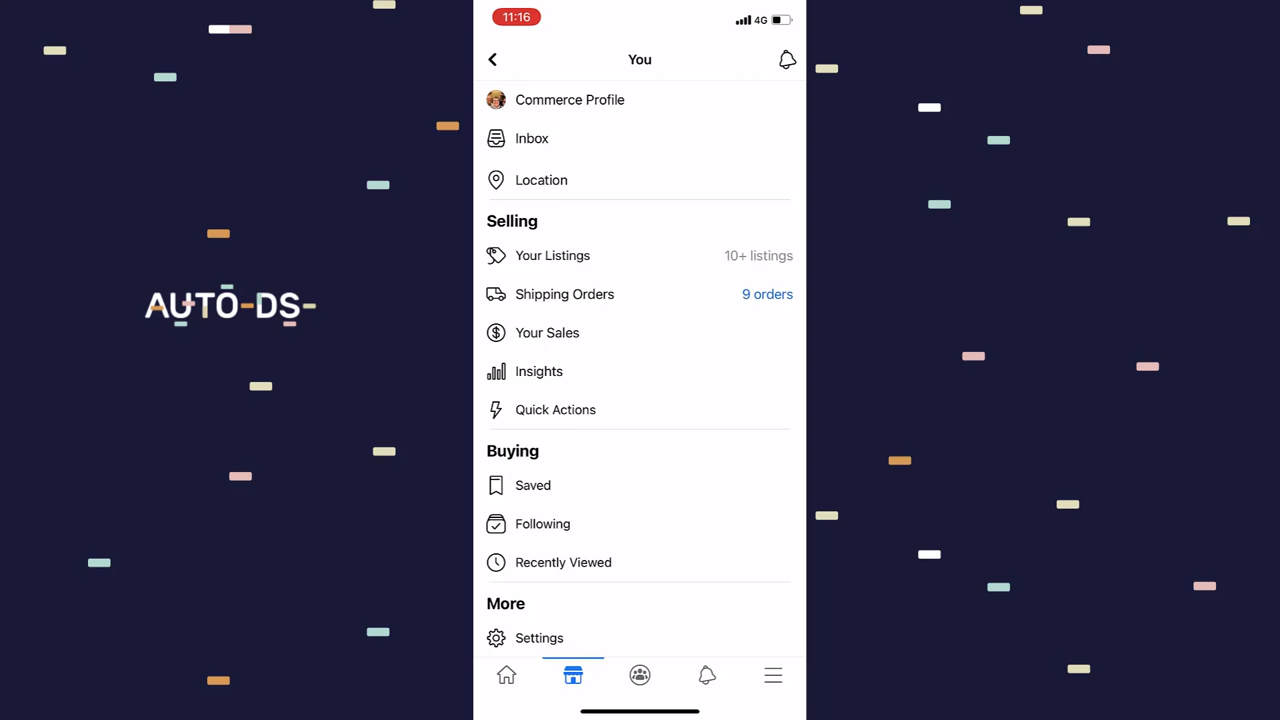 11:16
4G
You
Commerce Profile
Inbox
Location
Selling
Your Listings 10+ listings
Shipping Orders 9 orders
Your Sales
Insights
Quick Actions
Buying
Saved
Following
Recently Viewed
More
Settings
AUTO-DS